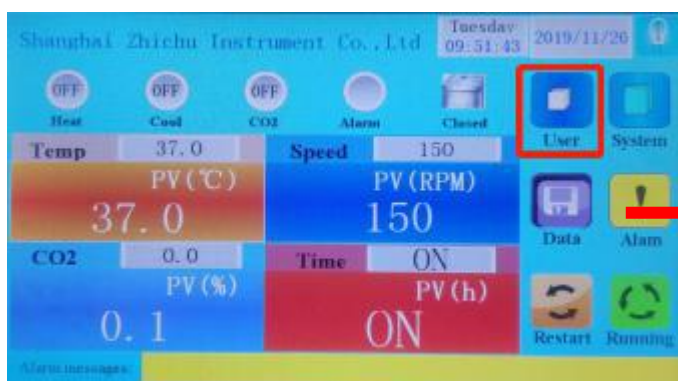 Shanghai Zhichu Instrument Co.,Ltd
Tuesday
09:51:43
2019/11/26
OFF OFF OFF
Heat Cool CO2 Alarm Closed
User System
Temp 37.0 Speed 150
PV(℃) PV(RPM)
37.0 150
Data Alam
CO2 0.0 Time ON
PV(%) PV(h)
0.1 ON
Restart Running
Alarm messages: